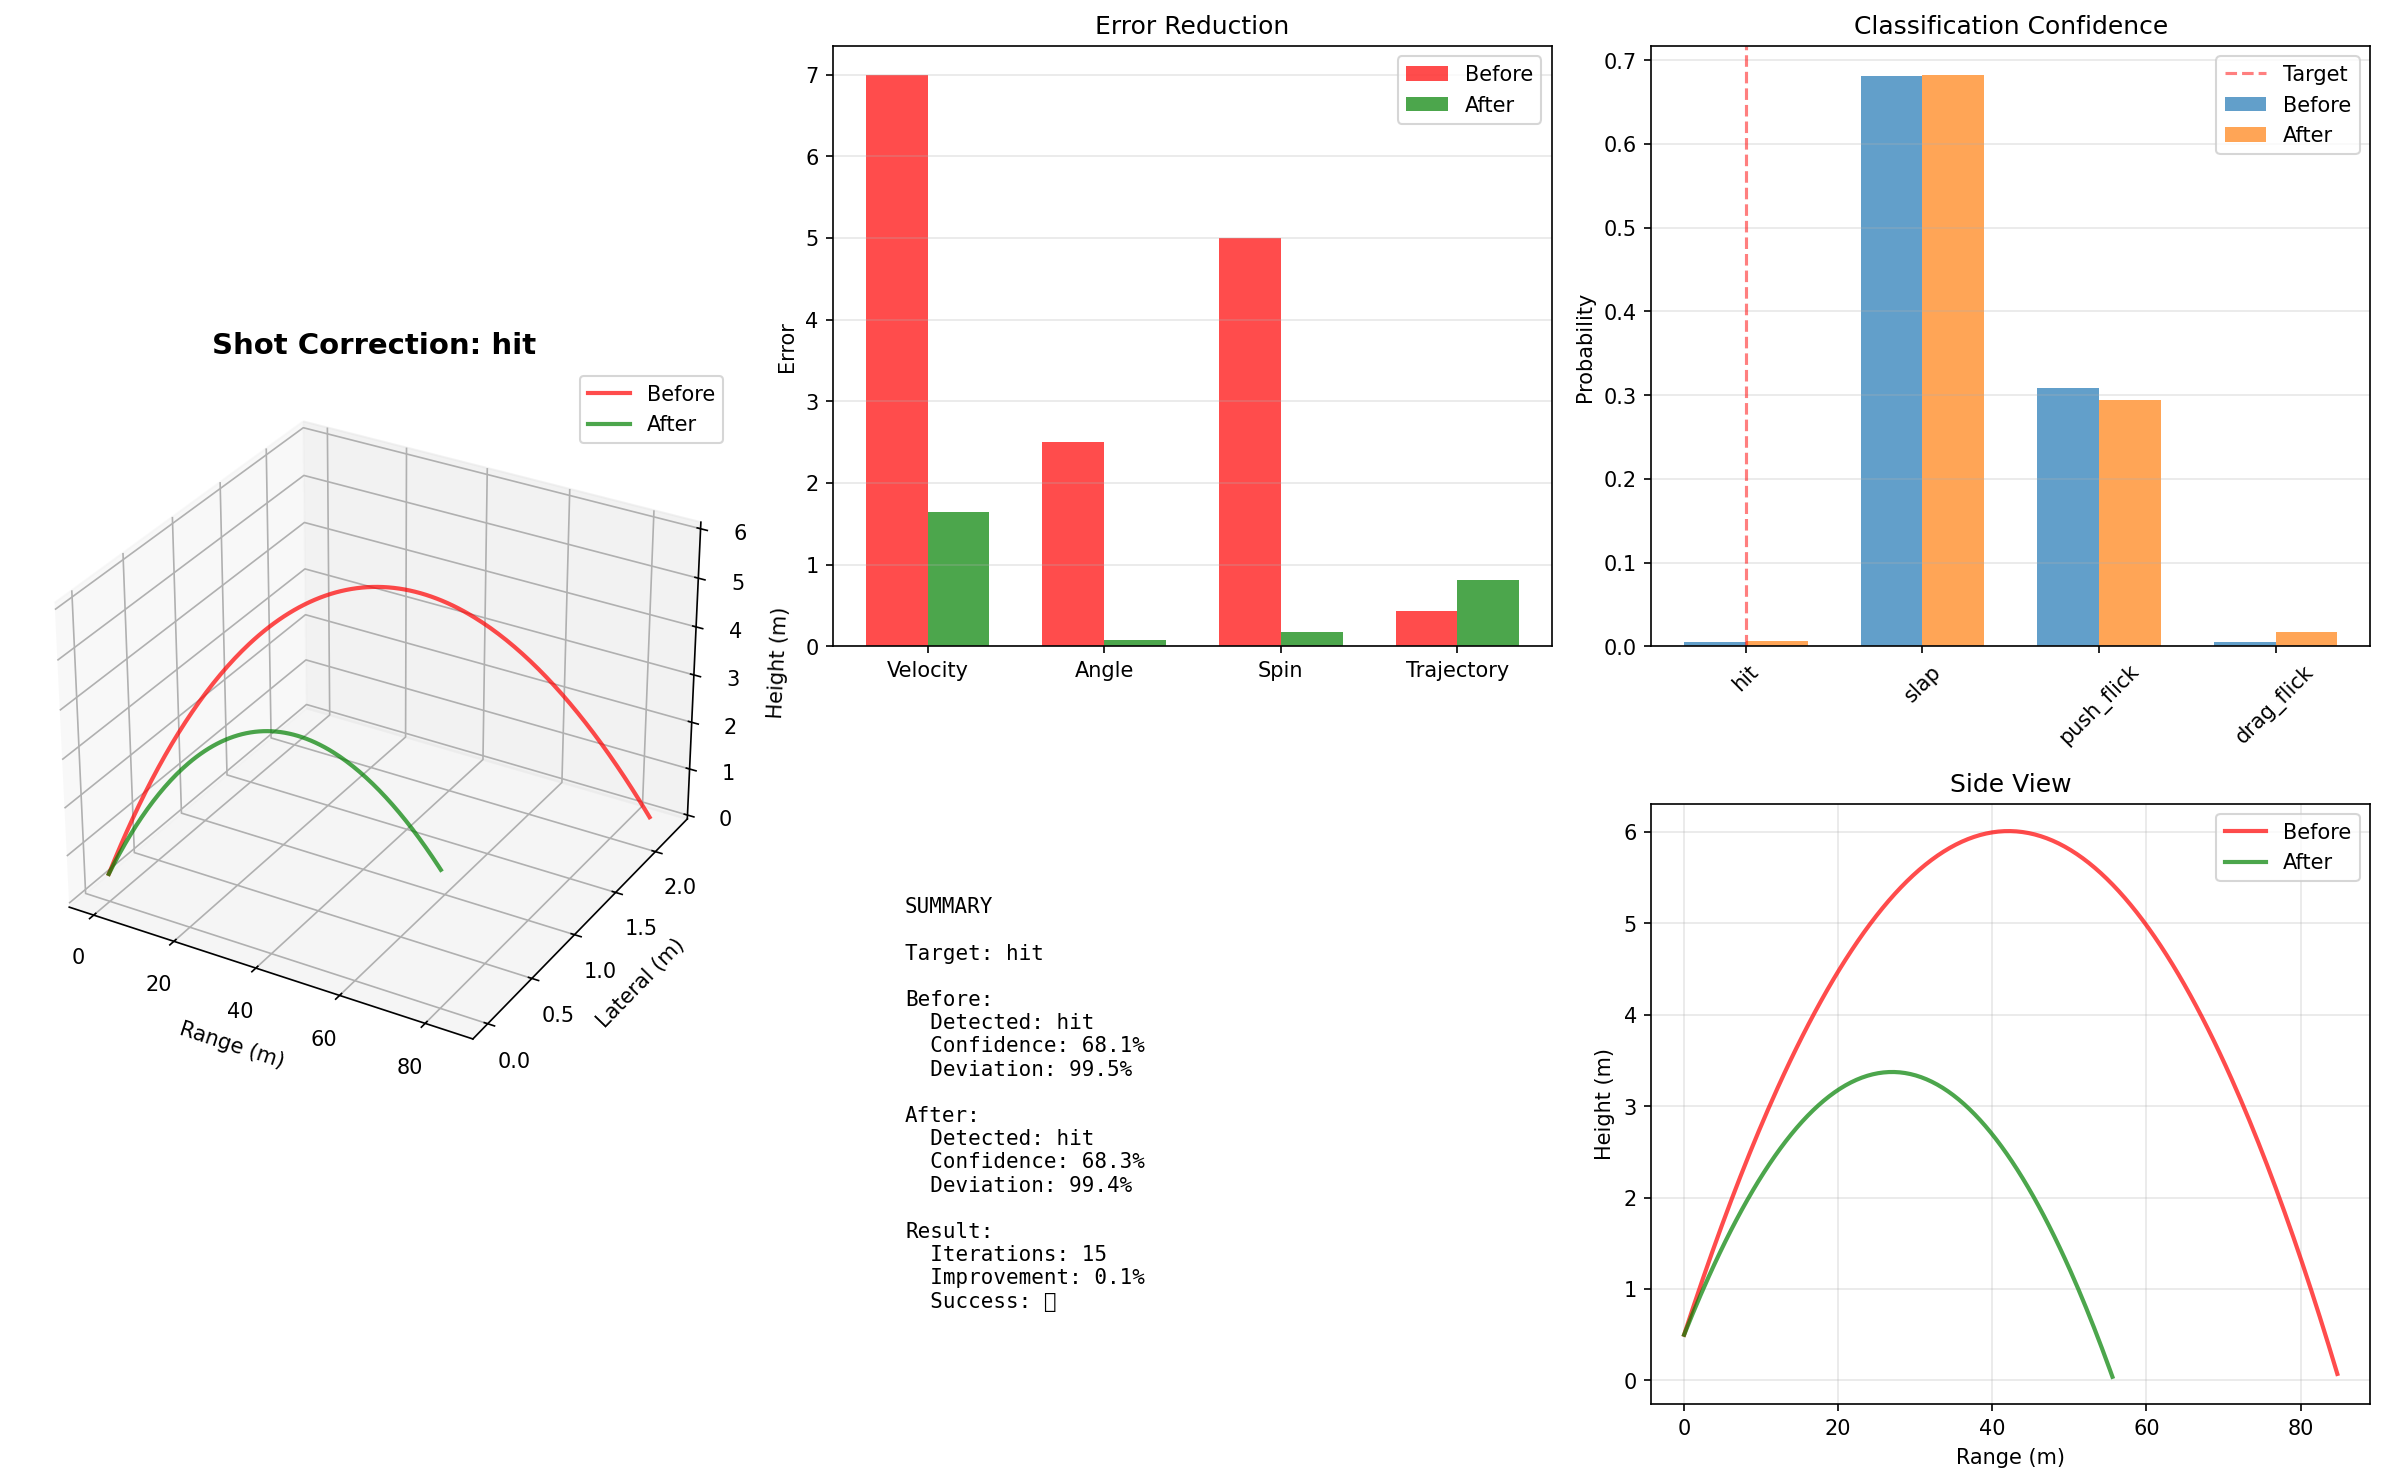 Shot Correction: hit
Before
After
6
5
4
3
2
1
0
Height (m)
0
20
40
60
80
Range (m)
0.0
0.5
1.0
1.5
2.0
Lateral (m)
Error Reduction
Before
After
7
6
5
4
3
2
1
0
Error
Velocity Angle Spin Trajectory
Classification Confidence
Target
Before
After
0.7
0.6
0.5
0.4
0.3
0.2
0.1
0.0
Probability
hit
slap
push_flick
drag_flick
SUMMARY
Target: hit
Before:
Detected: hit
Confidence: 68.1%
Deviation: 99.5%
After:
Detected: hit
Confidence: 68.3%
Deviation: 99.4%
Result:
Iterations: 15
Improvement: 0.1%
Success: 
Side View
Before
After
6
5
4
3
2
1
0
Height (m)
0 20 40 60 80
Range (m)